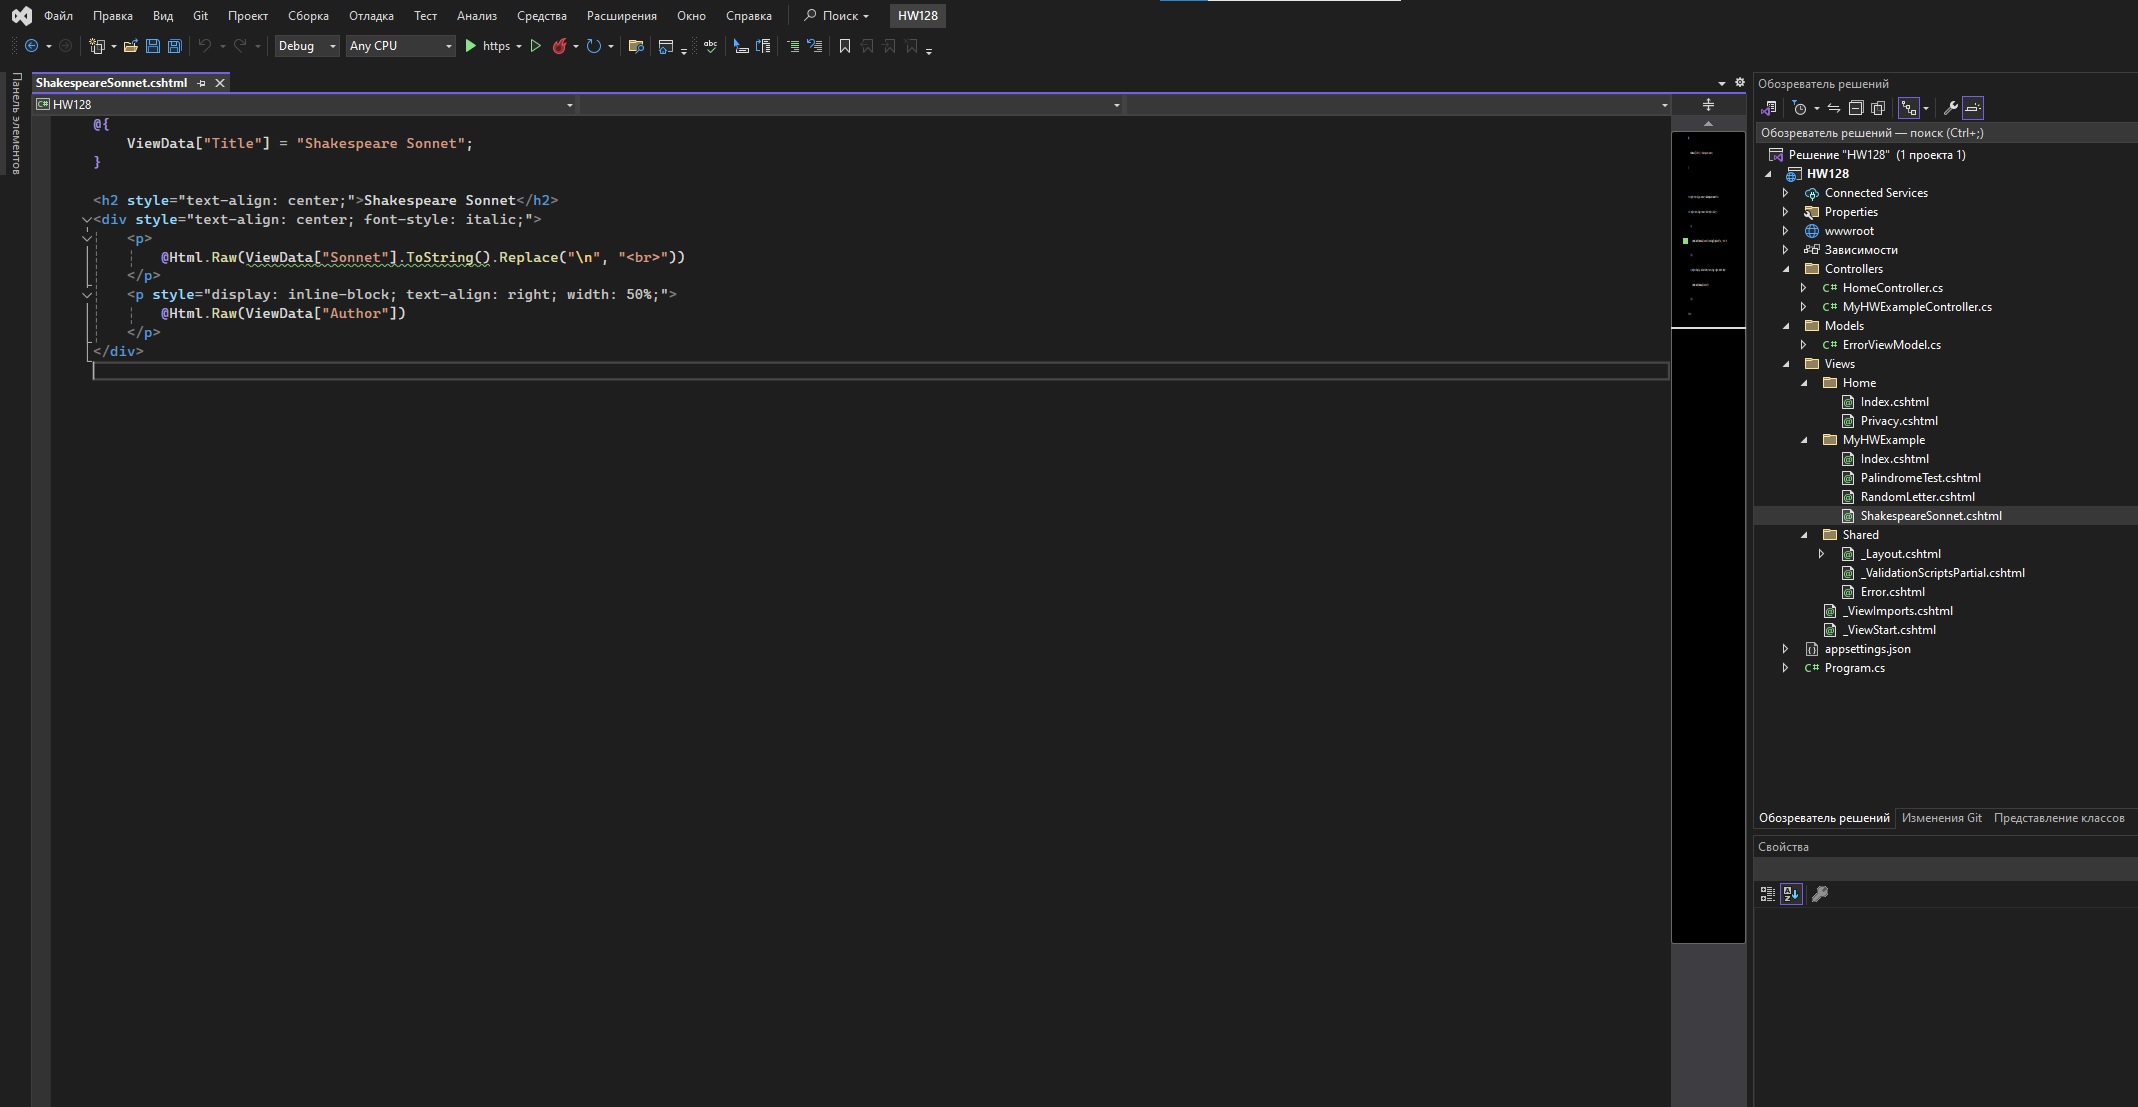 Файл Правка Вид Git Проект Сборка Отладка Тест Анализ Средства Расширения Окно Справка Поиск HW128
Debug Any CPU https
Панель элементов
ShakespeareSonnet.cshtml
HW128
@{
    ViewData["Title"] = "Shakespeare Sonnet";
}
<h2 style="text-align: center;">Shakespeare Sonnet</h2>
<div style="text-align: center; font-style: italic;">
    <p>
        @Html.Raw(ViewData["Sonnet"].ToString().Replace("\n", "<br>"))
    </p>
    <p style="display: inline-block; text-align: right; width: 50%;">
        @Html.Raw(ViewData["Author"])
    </p>
</div>
Обозреватель решений
Обозреватель решений — поиск (Ctrl+;)
Решение "HW128" (1 проекта 1)
HW128
Connected Services
Properties
wwwroot
Зависимости
Controllers
C# HomeController.cs
C# MyHWExampleController.cs
Models
C# ErrorViewModel.cs
Views
Home
Index.cshtml
Privacy.cshtml
MyHWExample
Index.cshtml
PalindromeTest.cshtml
RandomLetter.cshtml
ShakespeareSonnet.cshtml
Shared
_Layout.cshtml
_ValidationScriptsPartial.cshtml
Error.cshtml
_ViewImports.cshtml
_ViewStart.cshtml
appsettings.json
C# Program.cs
Обозреватель решений Изменения Git Представление классов
Свойства